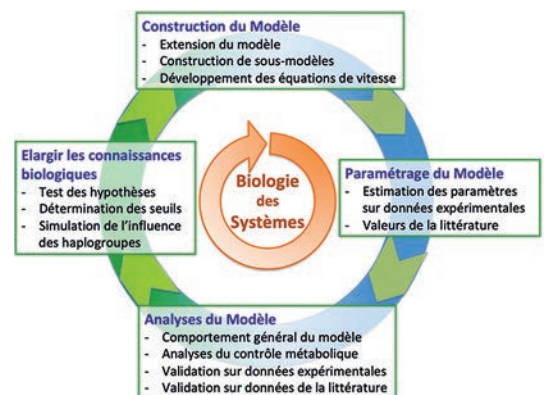 Construction du Modèle
- Extension du modèle
- Construction de sous-modèles
- Développement des équations de vitesse
Elargir les connaissances
biologiques
- Test des hypothèses
- Détermination des seuils
- Simulation de l'influence
des haplogroupes
Biologie
des
Systèmes
Paramétrage du Modèle
- Estimation des paramètres
sur données expérimentales
- Valeurs de la littérature
Analyses du Modèle
- Comportement général du modèle
- Analyses du contrôle métabolique
- Validation sur données expérimentales
- Validation sur données de la littérature